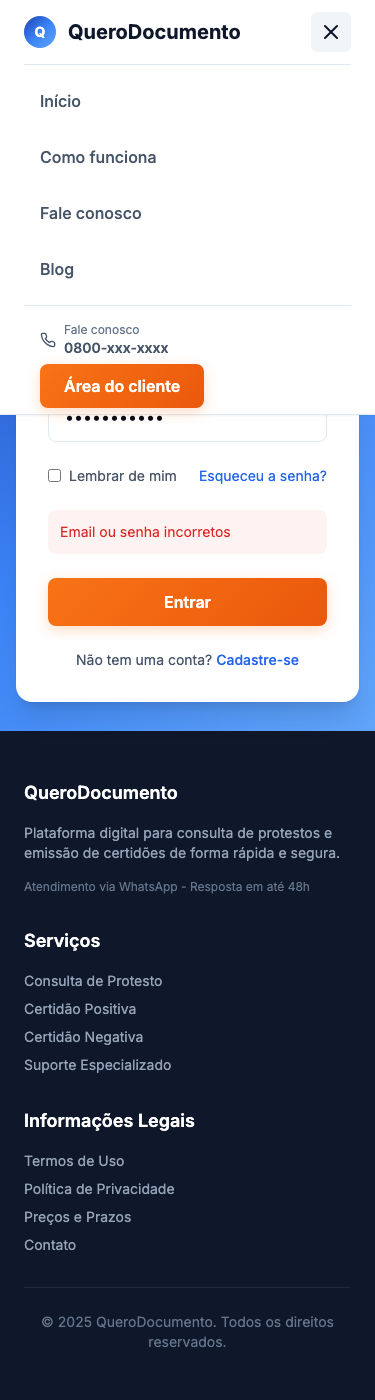 Q QueroDocumento
Início
Como funciona
Fale conosco
Blog
Fale conosco
0800-xxx-xxxx
Área do cliente
•••••••••••
Lembrar de mim Esqueceu a senha?
Email ou senha incorretos
Entrar
Não tem uma conta? Cadastre-se
QueroDocumento
Plataforma digital para consulta de protestos e
emissão de certidões de forma rápida e segura.
Atendimento via WhatsApp - Resposta em até 48h
Serviços
Consulta de Protesto
Certidão Positiva
Certidão Negativa
Suporte Especializado
Informações Legais
Termos de Uso
Política de Privacidade
Preços e Prazos
Contato
© 2025 QueroDocumento. Todos os direitos
reservados.